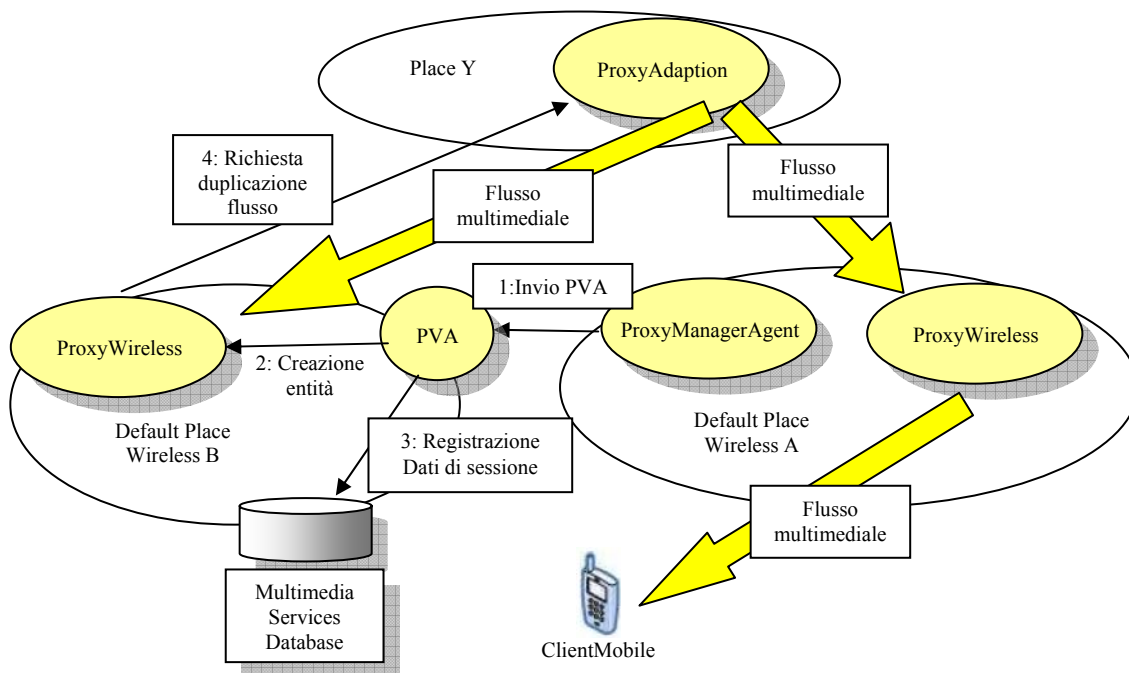 Place Y
ProxyAdaption
4: Richiesta
duplicazione
flusso
Flusso
multimediale
Flusso
multimediale
1:Invio PVA
ProxyWireless
PVA
ProxyManagerAgent
ProxyWireless
2: Creazione
entità
Default Place
Wireless B
3: Registrazione
Dati di sessione
Default Place
Wireless A
Flusso
multimediale
Multimedia
Services
Database
ClientMobile